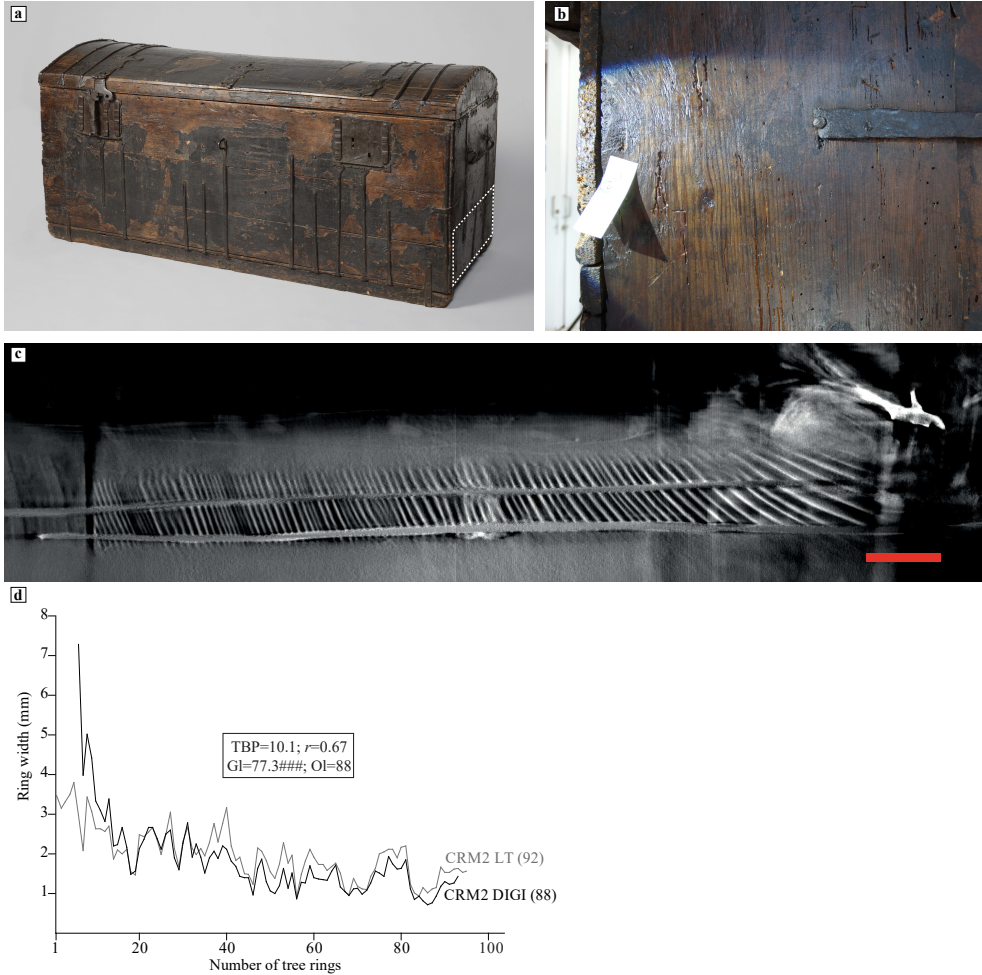 a
b
c
d
8
7
6
5
4
3
2
1
Ring width (mm)
TBP=10.1; r=0.67
Gl=77.3###; Ol=88
CRM2 LT (92)
CRM2 DIGI (88)
1
20
40
60
80
100
Number of tree rings